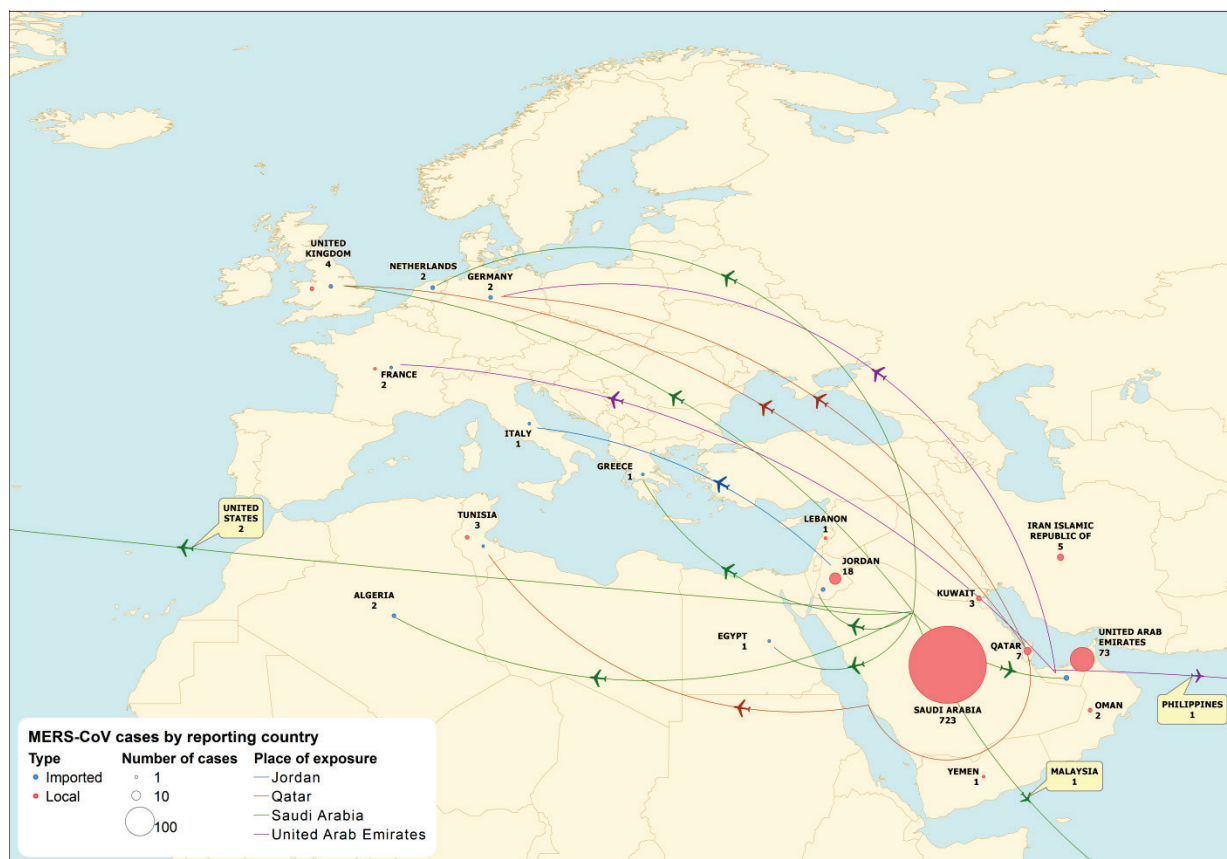 UNITED
KINGDOM
4
NETHERLANDS
2
GERMANY
2
FRANCE
2
ITALY
1
GREECE
1
UNITED
STATES
2
TUNISIA
3
LEBANON
1
IRAN ISLAMIC
REPUBLIC OF
5
JORDAN
18
ALGERIA
2
KUWAIT
3
EGYPT
1
QATAR
7
UNITED ARAB
EMIRATES
73
SAUDI ARABIA
723
OMAN
2
PHILIPPINES
1
YEMEN
1
MALAYSIA
1
MERS-CoV cases by reporting country
Type
Imported
Local
Number of cases
1
10
100
Place of exposure
Jordan
Qatar
Saudi Arabia
United Arab Emirates